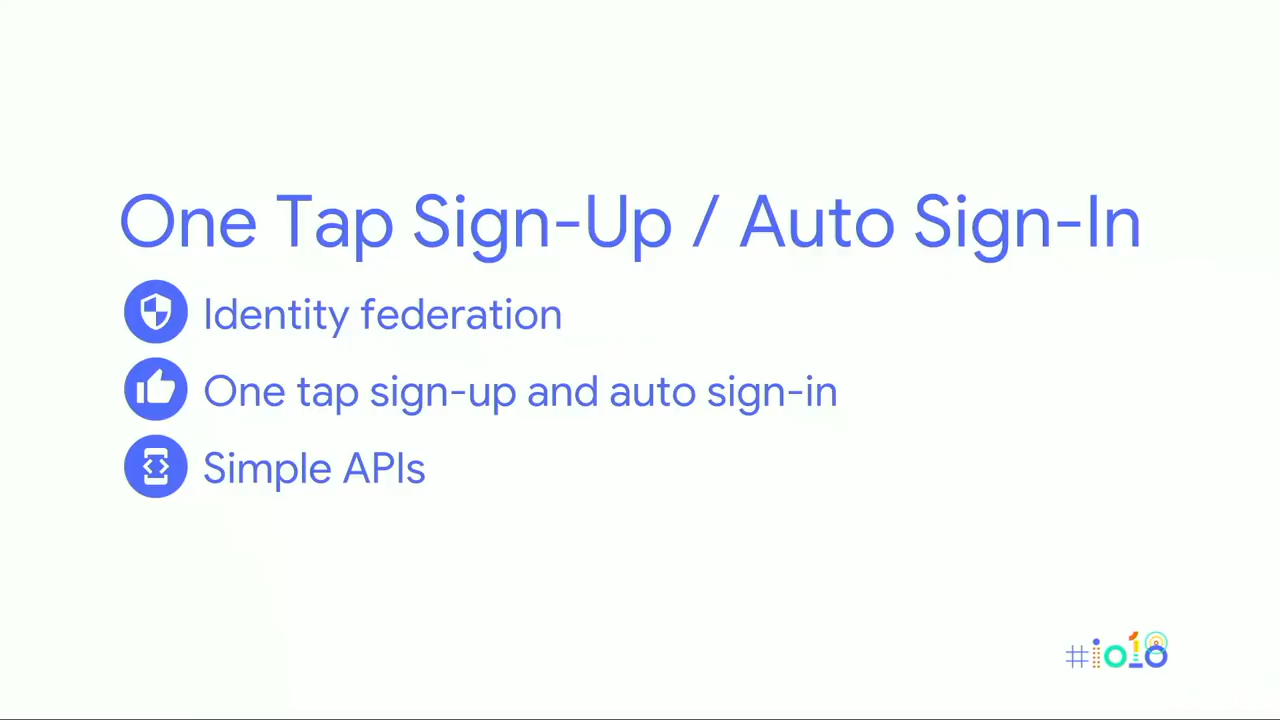 One Tap Sign-Up / Auto Sign-In
Identity federation
One tap sign-up and auto sign-in
Simple APIs
#io18